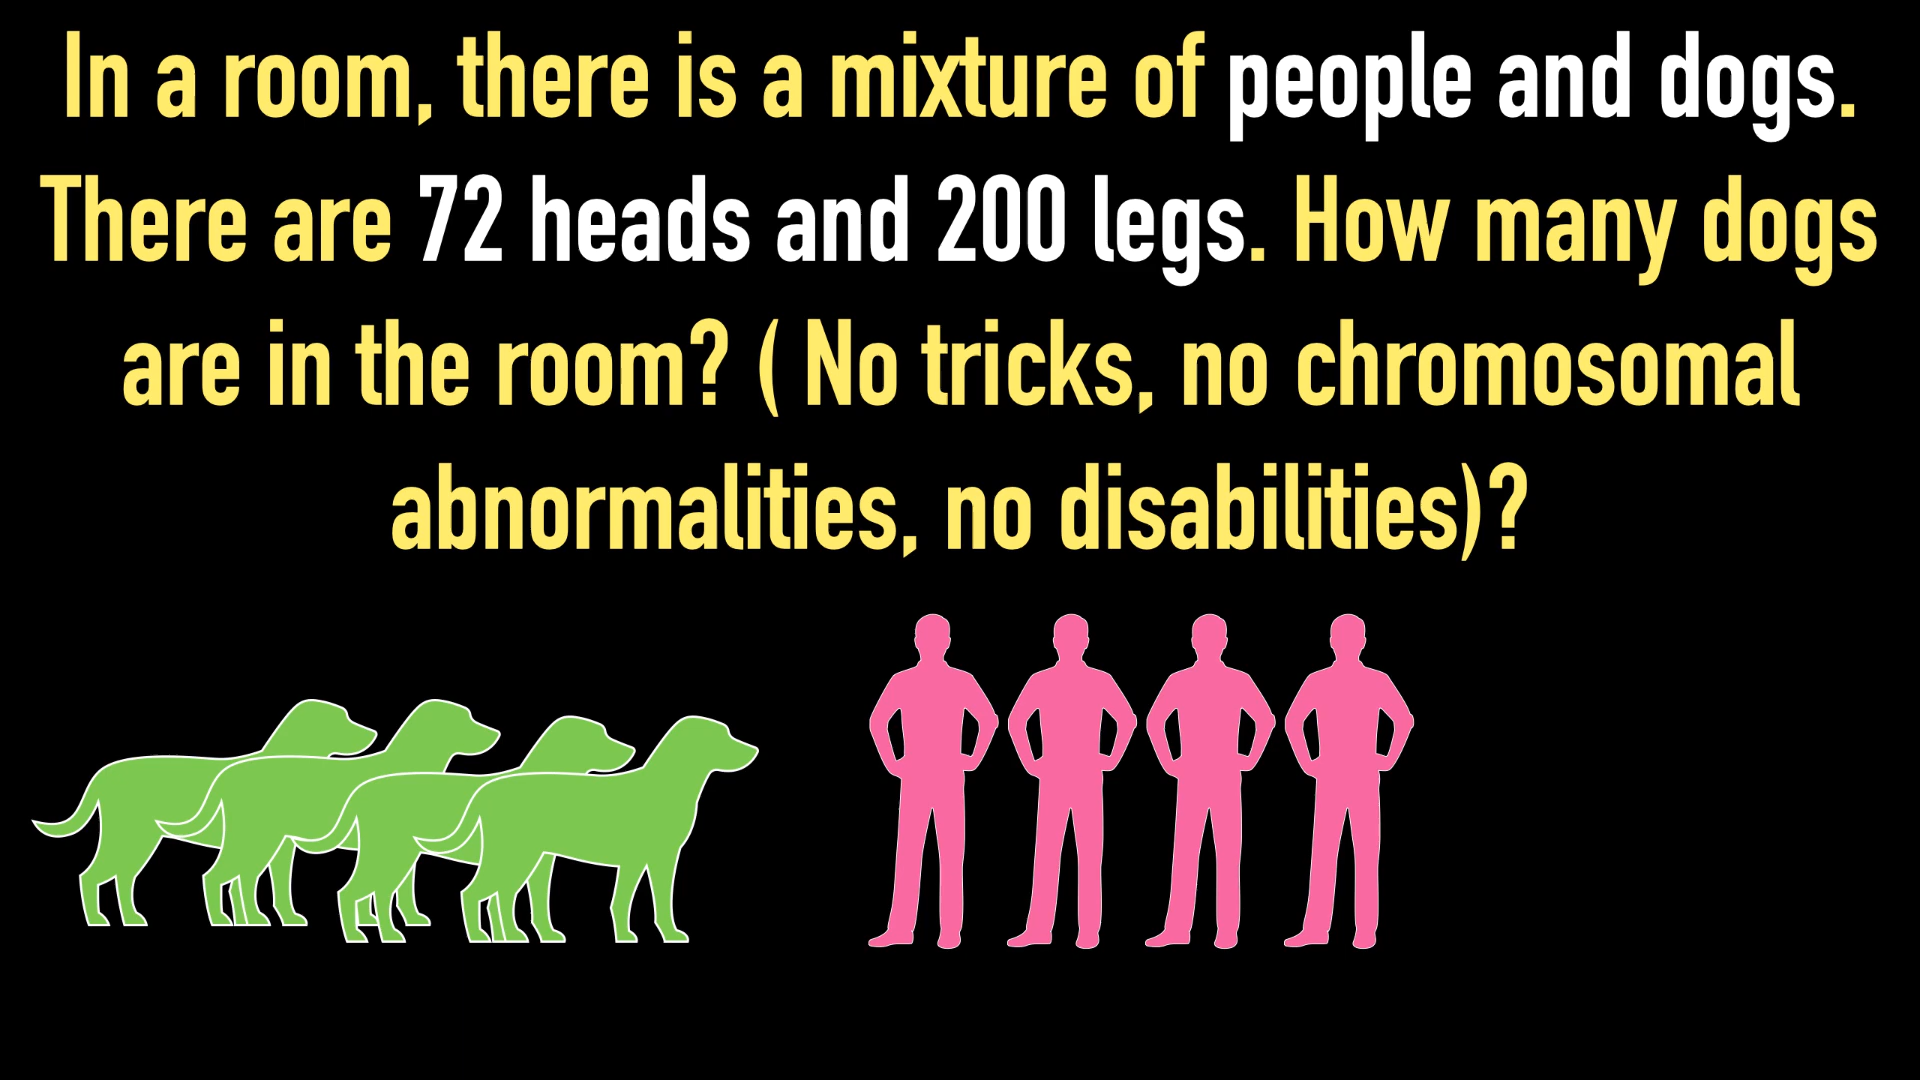 In a room, there is a mixture of people and dogs.
There are 72 heads and 200 legs. How many dogs
are in the room? ( No tricks, no chromosomal
abnormalities, no disabilities)?